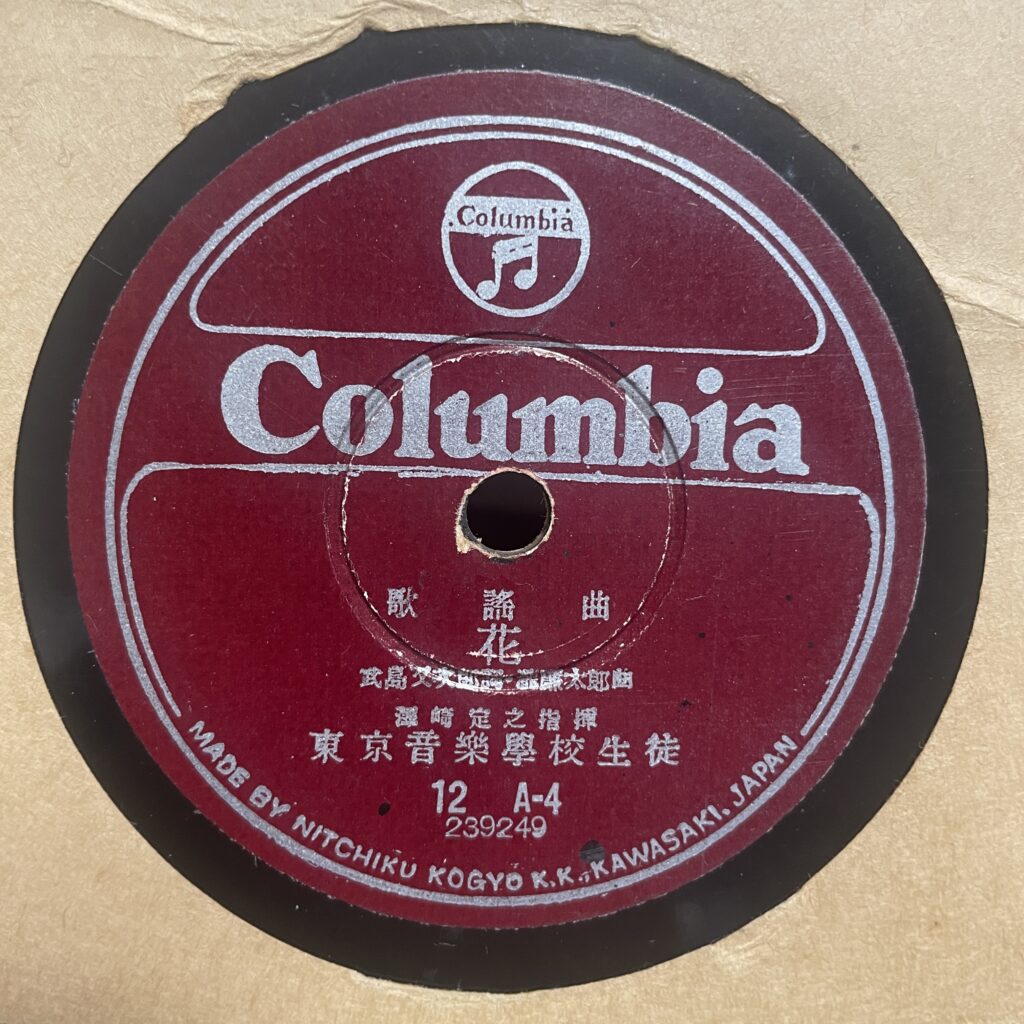 Columbia
Columbia
歌謠曲
花
武島又次郎詞・瀧廉太郎曲
澤崎定之指揮
東京音樂學校生徒
12 A-4
239249
MADE BY NITCHIKU KOGYO K.K. KAWASAKI, JAPAN